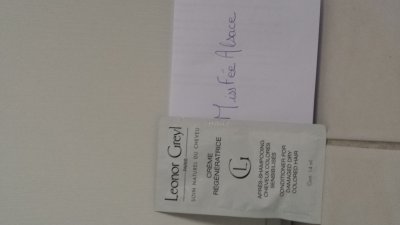 Miss Fée Alsace
Leonor Greyl
PARIS
SOIN NATUREL DU CHEVEU
CRÈME
RÉGÉNÉRATRICE
LG
APRÈS-SHAMPOOING
CHEVEUX COLORÉS
SENSIBILISÉS
CONDITIONER FOR
DAMAGED DRY
COLORED HAIR